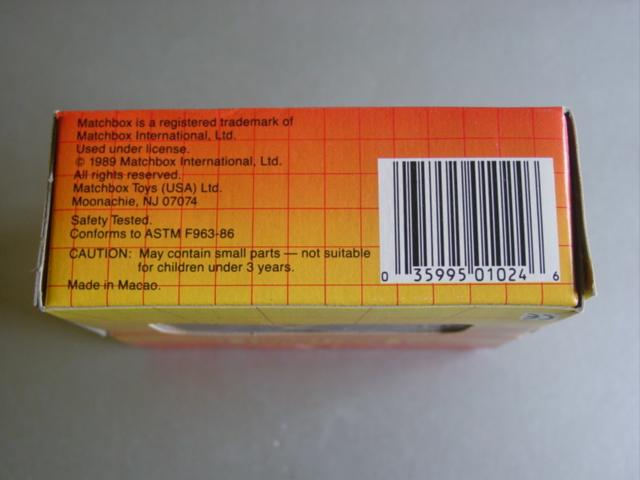 Matchbox is a registered trademark of
Matchbox International, Ltd.
Used under license.
© 1989 Matchbox International, Ltd.
All rights reserved.
Matchbox Toys (USA) Ltd.
Moonachie, NJ 07074
Safety Tested.
Conforms to ASTM F963-86
CAUTION: May contain small parts — not suitable
for children under 3 years.
Made in Macao.
0 35995 01024 6